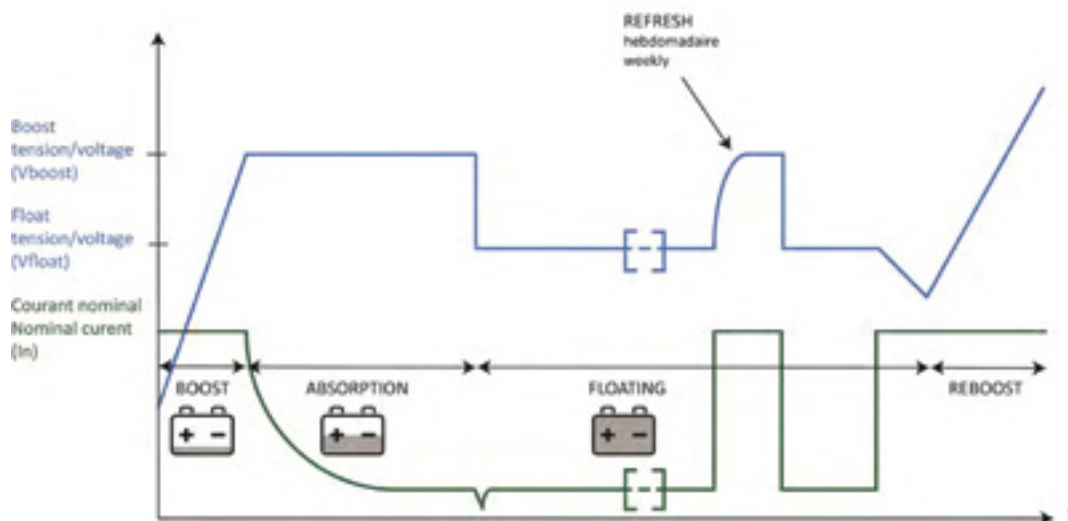 REFRESH
hebdomadaire
weekly
Boost
tension/voltage
(Vboost)
Float
tension/voltage
(Vfloat)
Courant nominal
Nominal curent
(In)
BOOST
ABSORPTION
FLOATING
REBOOST
+ -
+ -
+ -